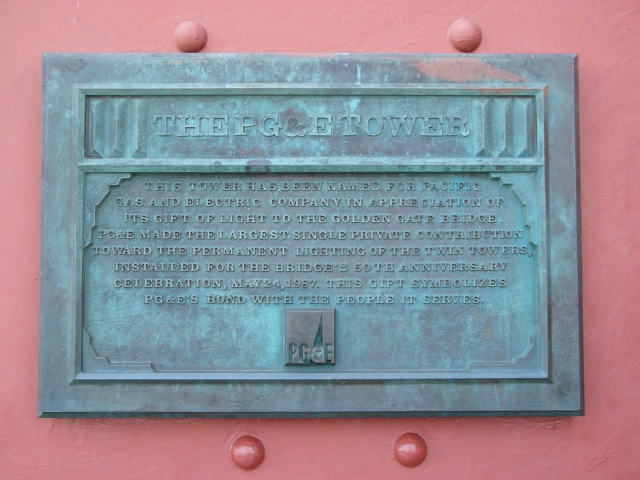 THE PG&E TOWER
THIS TOWER HAS BEEN NAMED FOR PACIFIC
GAS AND ELECTRIC COMPANY IN APPRECIATION OF
ITS GIFT OF LIGHT TO THE GOLDEN GATE BRIDGE.
PG&E MADE THE LARGEST SINGLE PRIVATE CONTRIBUTION
TOWARD THE PERMANENT LIGHTING OF THE TWIN TOWERS,
INSTALLED FOR THE BRIDGE'S 50TH ANNIVERSARY
CELEBRATION, MAY 24, 1987. THIS GIFT SYMBOLIZES
PG&E'S BOND WITH THE PEOPLE IT SERVES.
PG&E